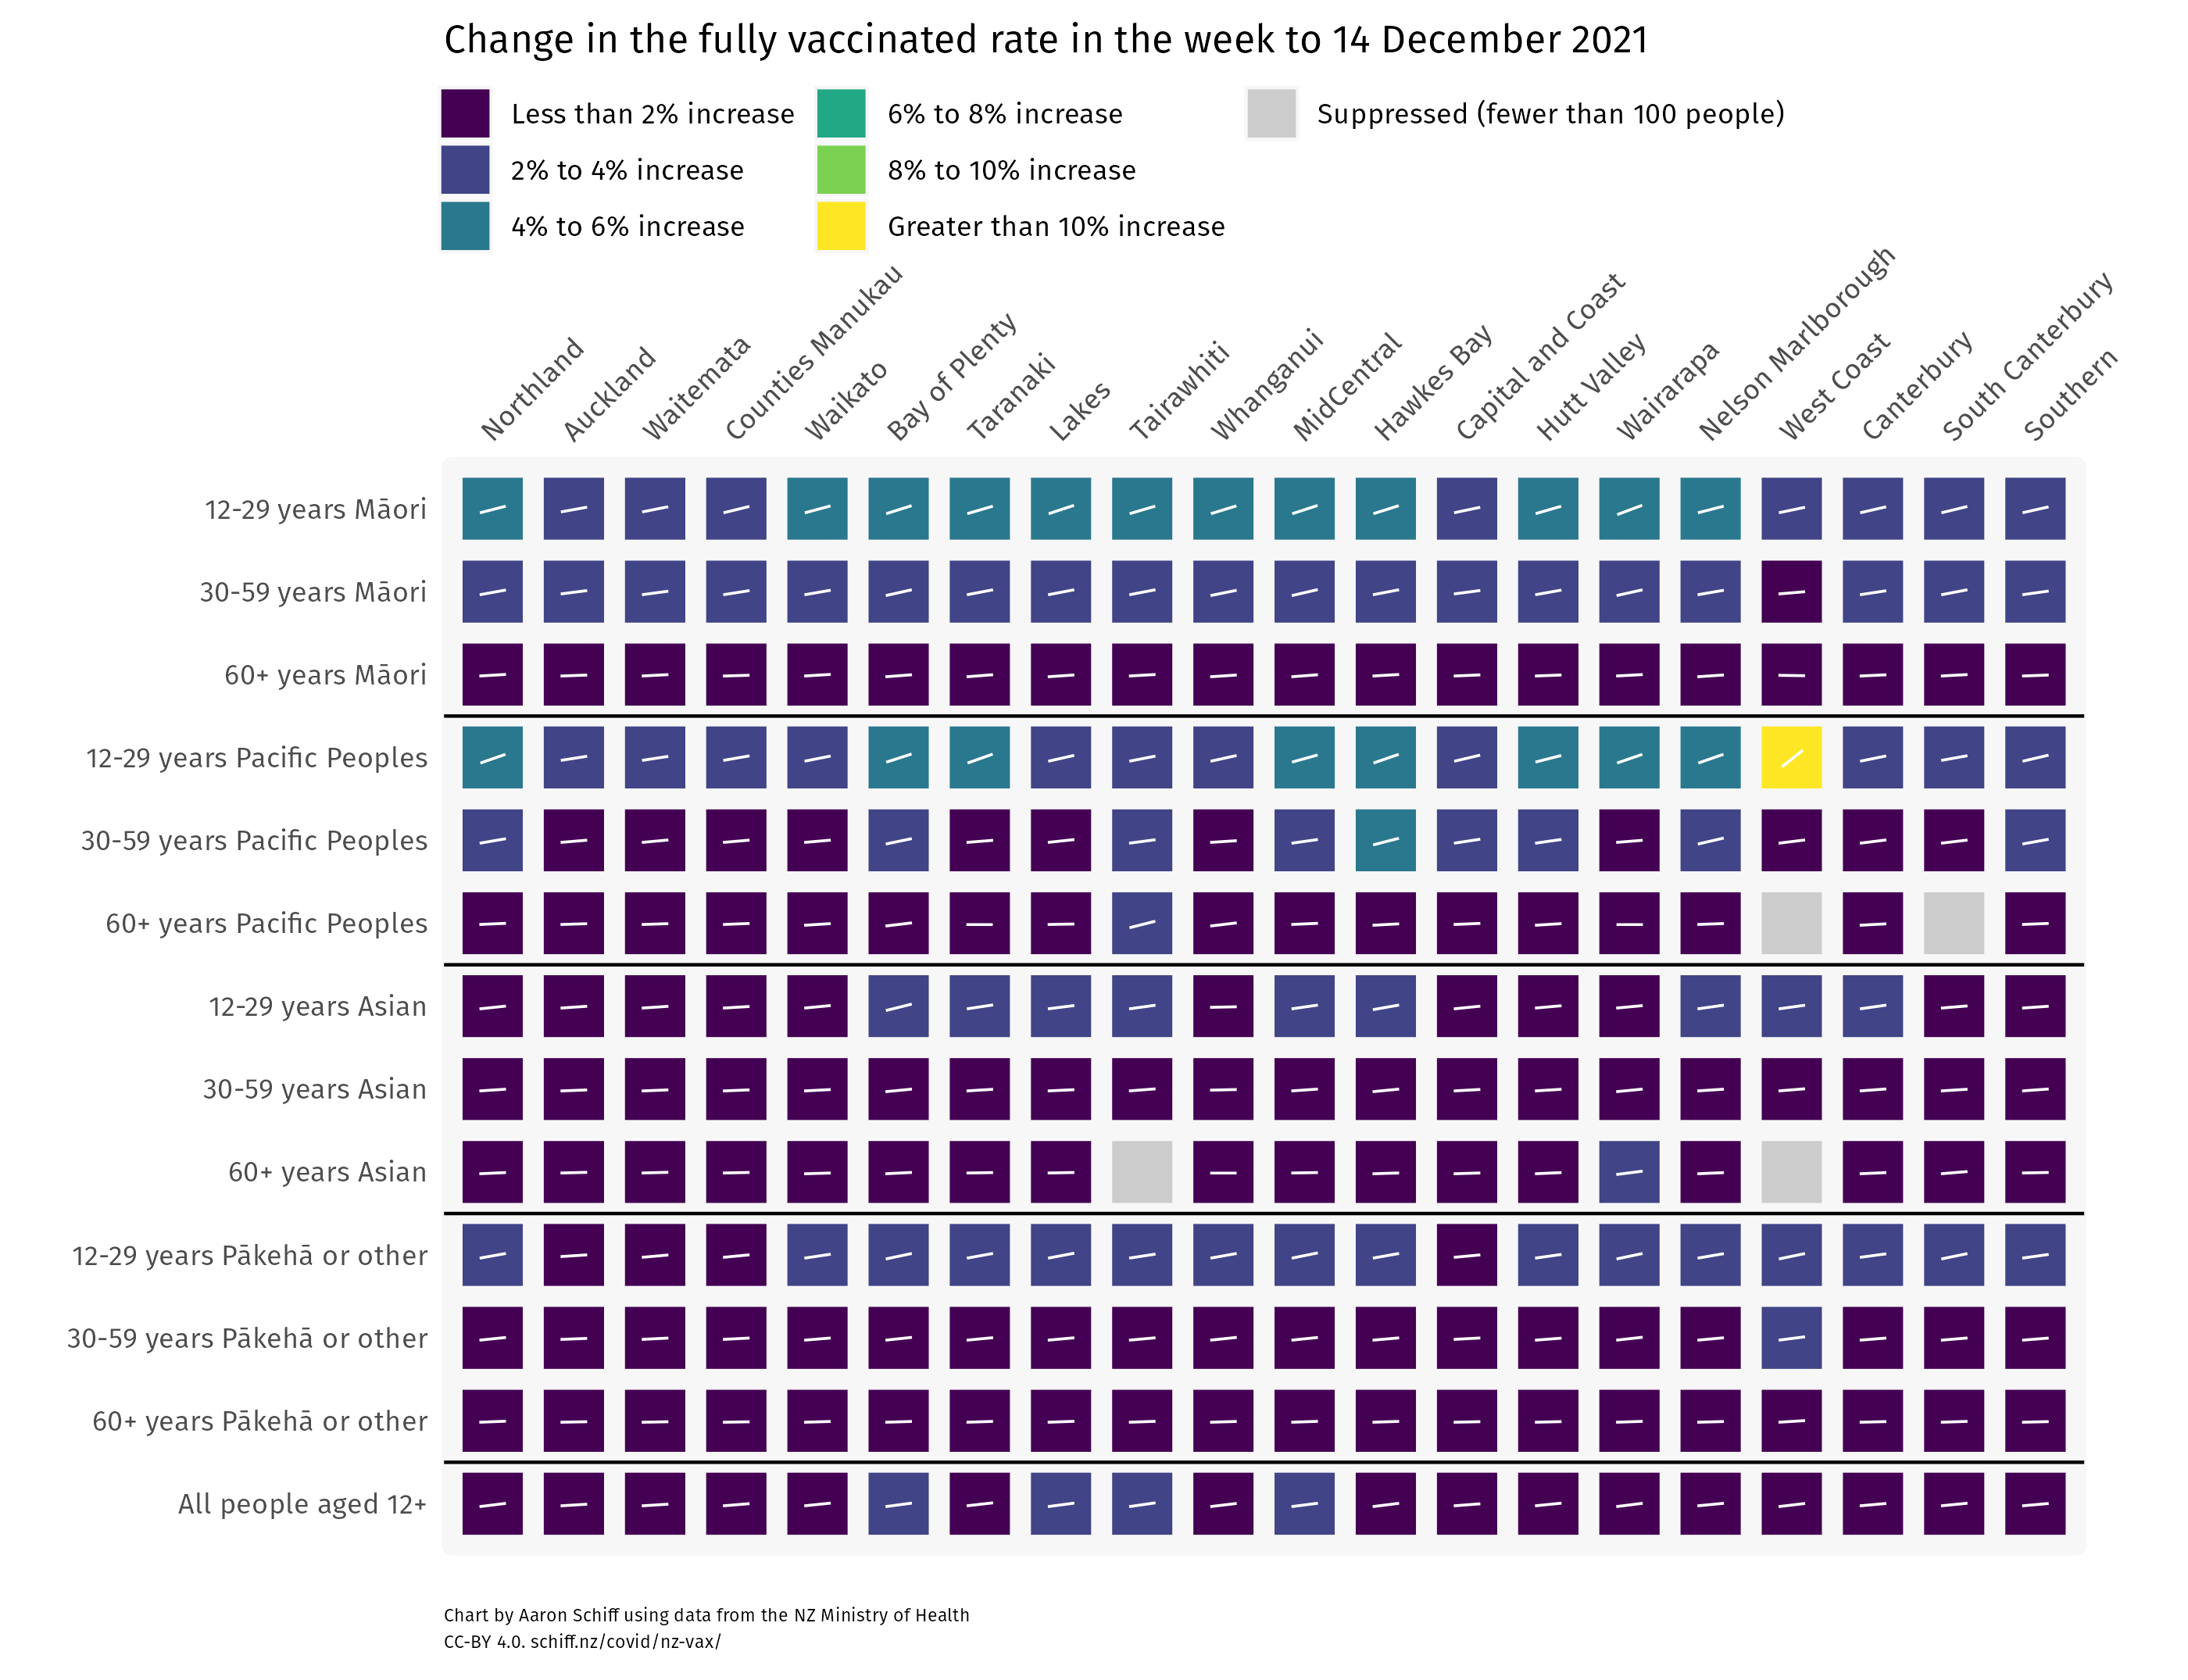 Change in the fully vaccinated rate in the week to 14 December 2021
Less than 2% increase
2% to 4% increase
4% to 6% increase
6% to 8% increase
8% to 10% increase
Greater than 10% increase
Suppressed (fewer than 100 people)
Northland
Auckland
Waitemata
Counties Manukau
Waikato
Bay of Plenty
Taranaki
Lakes
Tairawhiti
Whanganui
MidCentral
Hawkes Bay
Capital and Coast
Hutt Valley
Wairarapa
Nelson Marlborough
West Coast
Canterbury
South Canterbury
Southern
12-29 years Māori
30-59 years Māori
60+ years Māori
12-29 years Pacific Peoples
30-59 years Pacific Peoples
60+ years Pacific Peoples
12-29 years Asian
30-59 years Asian
60+ years Asian
12-29 years Pākehā or other
30-59 years Pākehā or other
60+ years Pākehā or other
All people aged 12+
Chart by Aaron Schiff using data from the NZ Ministry of Health
CC-BY 4.0. schiff.nz/covid/nz-vax/